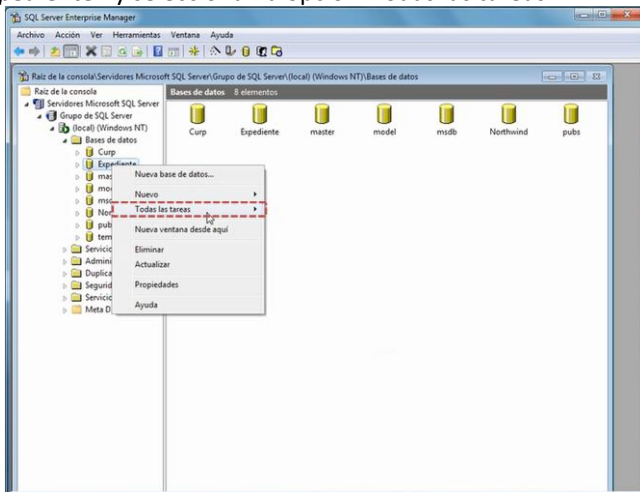 SQL Server Enterprise Manager
Archivo Acción Ver Herramientas Ventana Ayuda
Raíz de la consola\Servidores Microsoft SQL Server\Grupo de SQL Server\(local) (Windows NT)\Bases de datos
Raíz de la consola
Servidores Microsoft SQL Server
Grupo de SQL Server
(local) (Windows NT)
Bases de datos
Curp
Expediente
mas
mo
msd
Nor
pub
tem
Servicio
Admini
Duplica
Segurid
Servicio
Meta D
Bases de datos 8 elementos
Curp Expediente master model msdb Northwind pubs
Nueva base de datos...
Nuevo
Todas las tareas
Nueva ventana desde aquí
Eliminar
Actualizar
Propiedades
Ayuda